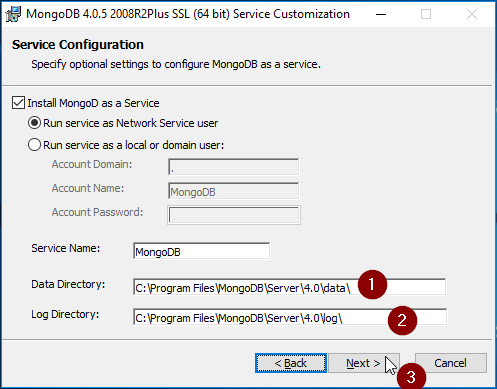 MongoDB 4.0.5 2008R2Plus SSL (64 bit) Service Customization
Service Configuration
Specify optional settings to configure MongoDB as a service.
Install MongoD as a Service
Run service as Network Service user
Run service as a local or domain user:
Account Domain: .
Account Name: MongoDB
Account Password:
Service Name: MongoDB
Data Directory: C:\Program Files\MongoDB\Server\4.0\data\ 1
Log Directory: C:\Program Files\MongoDB\Server\4.0\log\ 2
< Back Next > 3 Cancel